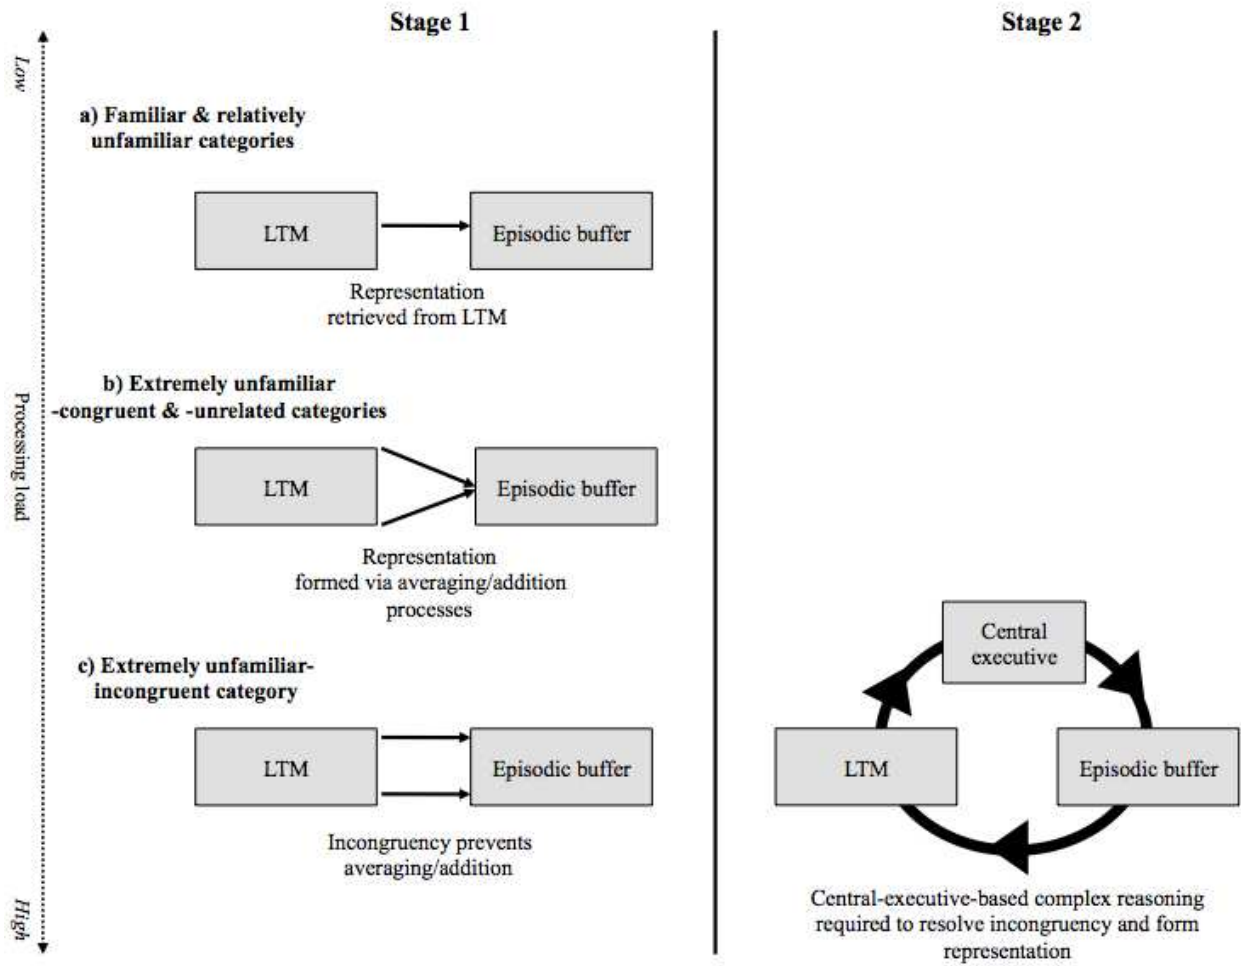 Stage 1
Stage 2
Low
Processing load
High
a) Familiar & relatively
unfamiliar categories
LTM
Episodic buffer
Representation
retrieved from LTM
b) Extremely unfamiliar
-congruent & -unrelated categories
LTM
Episodic buffer
Representation
formed via averaging/addition
processes
c) Extremely unfamiliar-
incongruent category
LTM
Episodic buffer
Incongruency prevents
averaging/addition
Central
executive
LTM
Episodic buffer
Central-executive-based complex reasoning
required to resolve incongruency and form
representation